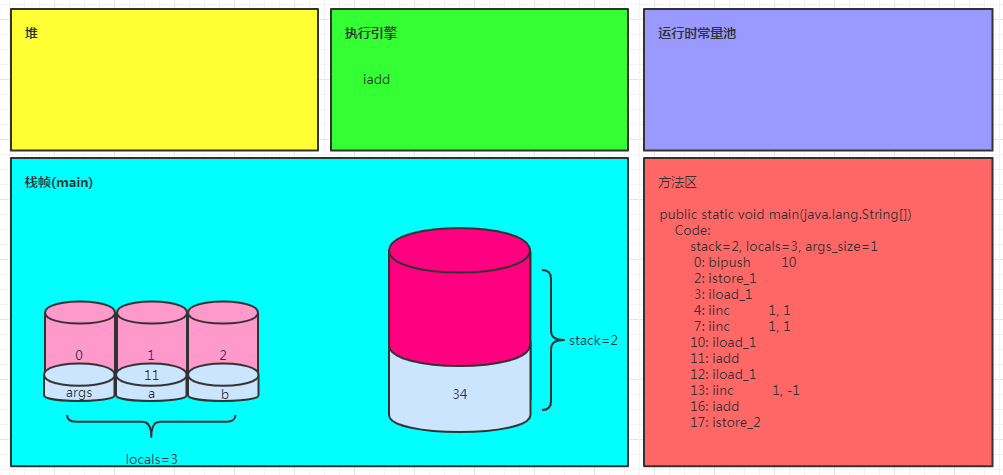 堆
执行引擎
iadd
运行时常量池
栈帧(main)
0
1
2
11
args
a
b
locals=3
34
stack=2
方法区
public static void main(java.lang.String[])
Code:
stack=2, locals=3, args_size=1
0: bipush 10
2: istore_1
3: iload_1
4: iinc 1, 1
7: iinc 1, 1
10: iload_1
11: iadd
12: iload_1
13: iinc 1, -1
16: iadd
17: istore_2